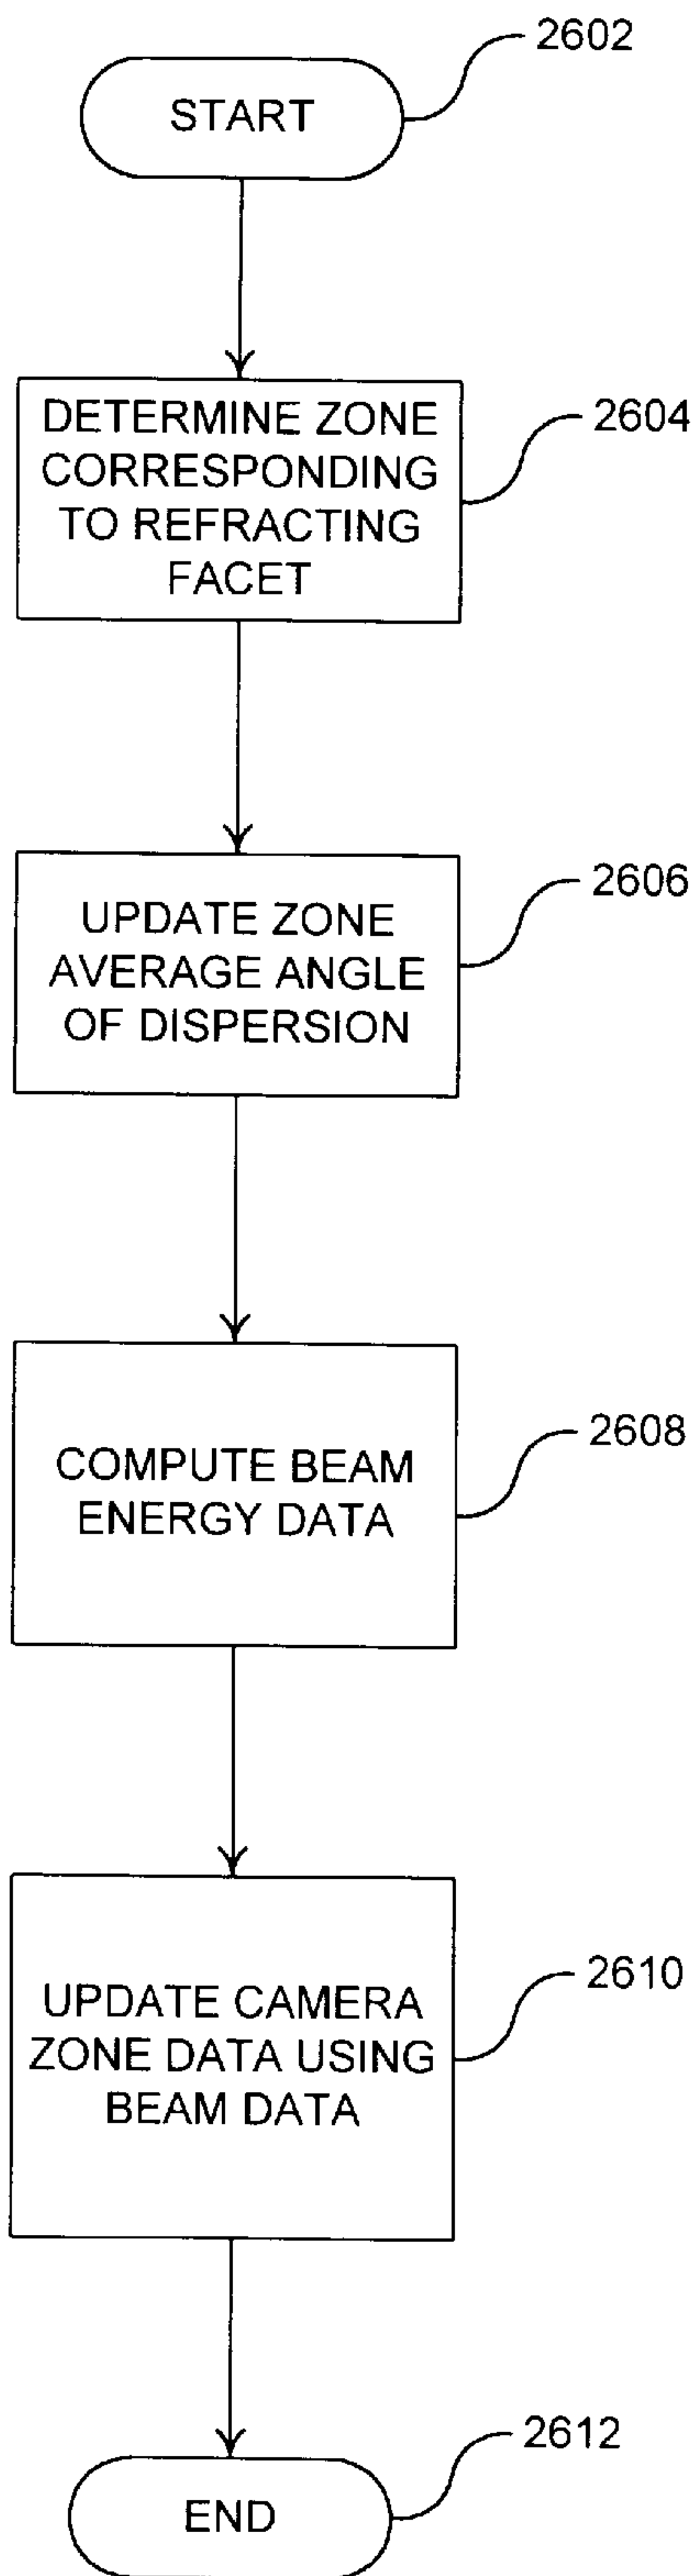 2602
START
2604
DETERMINE ZONE
CORRESPONDING
TO REFRACTING
FACET
2606
UPDATE ZONE
AVERAGE ANGLE
OF DISPERSION
2608
COMPUTE BEAM
ENERGY DATA
2610
UPDATE CAMERA
ZONE DATA USING
BEAM DATA
2612
END